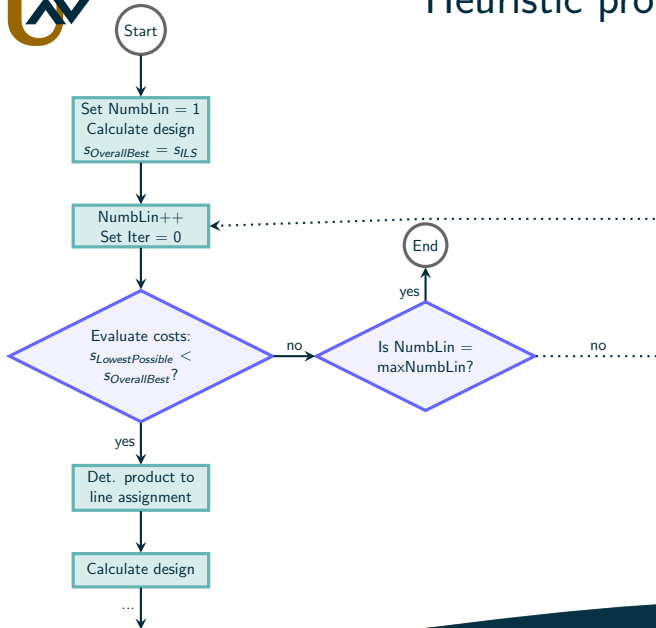 Heuristic pro
Start
Set NumbLin = 1
Calculate design
s_OverallBest = s_ILS
NumbLin++
Set Iter = 0
End
yes
Evaluate costs:
s_LowestPossible <
s_OverallBest?
no
Is NumbLin =
maxNumbLin?
no
yes
Det. product to
line assignment
Calculate design
...